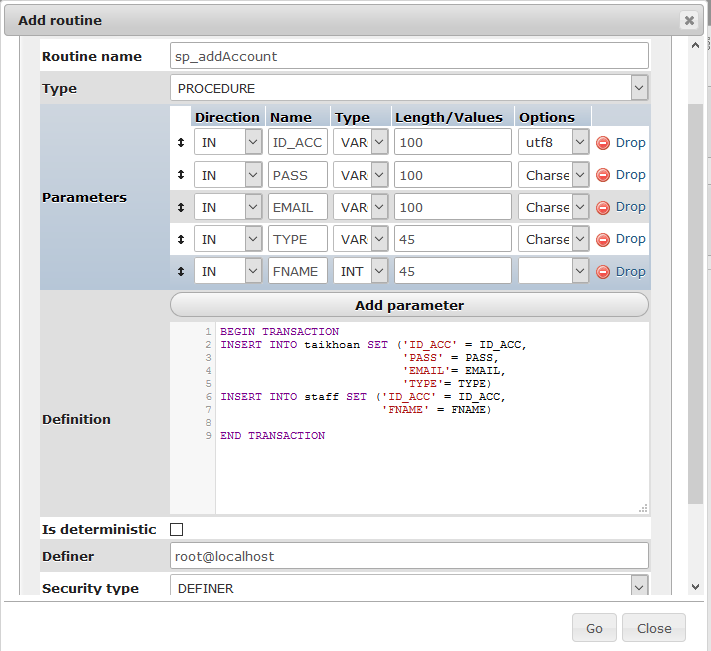 Add routine
Routine name sp_addAccount
Type PROCEDURE
Parameters
Direction Name Type Length/Values Options
IN ID_ACC VAR 100 utf8 Drop
IN PASS VAR 100 Charse Drop
IN EMAIL VAR 100 Charse Drop
IN TYPE VAR 45 Charse Drop
IN FNAME INT 45 Drop
Add parameter
Definition
1 BEGIN TRANSACTION
2 INSERT INTO taikhoan SET ('ID_ACC' = ID_ACC,
3 'PASS' = PASS,
4 'EMAIL'= EMAIL,
5 'TYPE'= TYPE)
6 INSERT INTO staff SET ('ID_ACC' = ID_ACC,
7 'FNAME' = FNAME)
8
9 END TRANSACTION
Is deterministic
Definer root@localhost
Security type DEFINER
Go Close